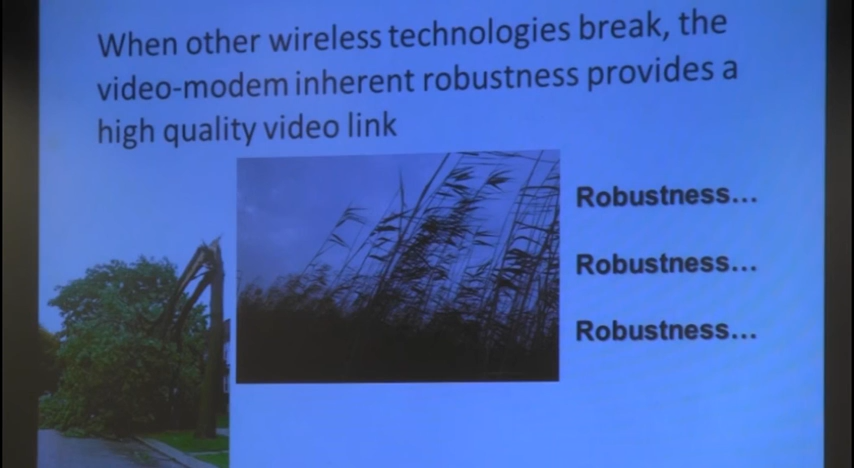 When other wireless technologies break, the
video-modem inherent robustness provides a
high quality video link
Robustness...
Robustness...
Robustness...